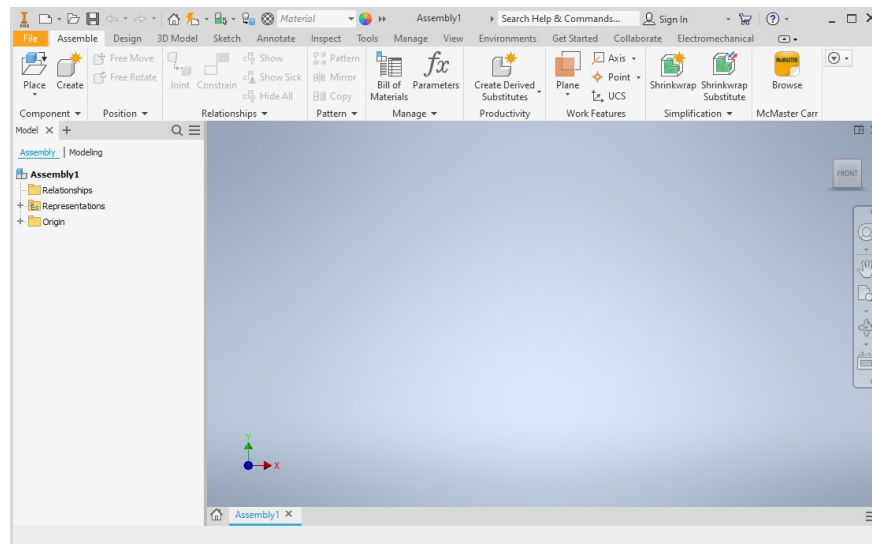 Material Assembly1 Search Help & Commands... Sign In
File Assemble Design 3D Model Sketch Annotate Inspect Tools Manage View Environments Get Started Collaborate Electromechanical
Place Create
Free Move
Free Rotate
Component Position
Joint Constrain
Show
Show Sick
Hide All
Relationships
Pattern
Mirror
Copy
Pattern
Bill of Materials
fx
Parameters
Manage
Create Derived Substitutes
Productivity
Plane
Axis
Point
UCS
Work Features
Shrinkwrap Shrinkwrap Substitute
Simplification
McMASTER
Browse
McMaster Carr
Model
Assembly | Modeling
Assembly1
Relationships
Representations
Origin
FRONT
Y
X
Assembly1